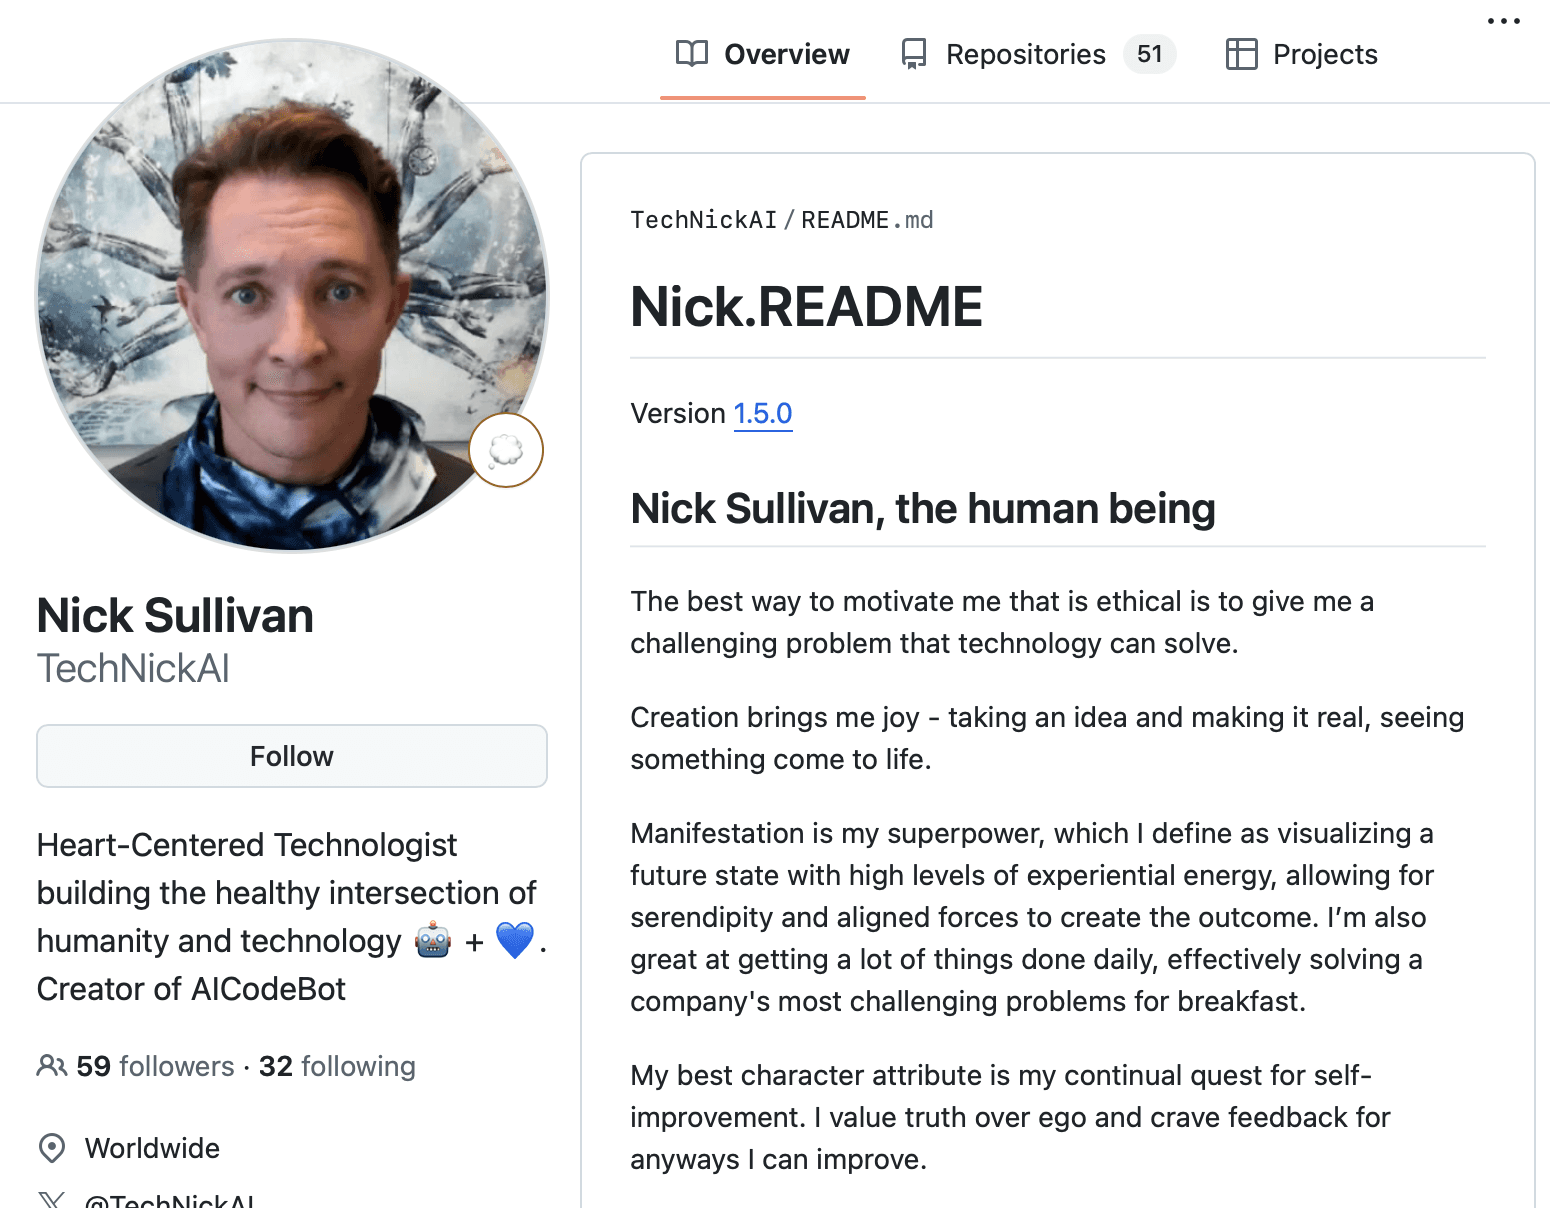 Overview
Repositories 51
Projects
TechNickAI/README.md
Nick.README
Version 1.5.0
Nick Sullivan, the human being
The best way to motivate me that is ethical is to give me a
challenging problem that technology can solve.
Creation brings me joy - taking an idea and making it real, seeing
something come to life.
Manifestation is my superpower, which I define as visualizing a
future state with high levels of experiential energy, allowing for
serendipity and aligned forces to create the outcome. I’m also
great at getting a lot of things done daily, effectively solving a
company's most challenging problems for breakfast.
My best character attribute is my continual quest for self-
improvement. I value truth over ego and crave feedback for
anyways I can improve.
Nick Sullivan
TechNickAI
Follow
Heart-Centered Technologist
building the healthy intersection of
humanity and technology 🤖 + 💙.
Creator of AICodeBot
59 followers · 32 following
Worldwide
@TechNickAI